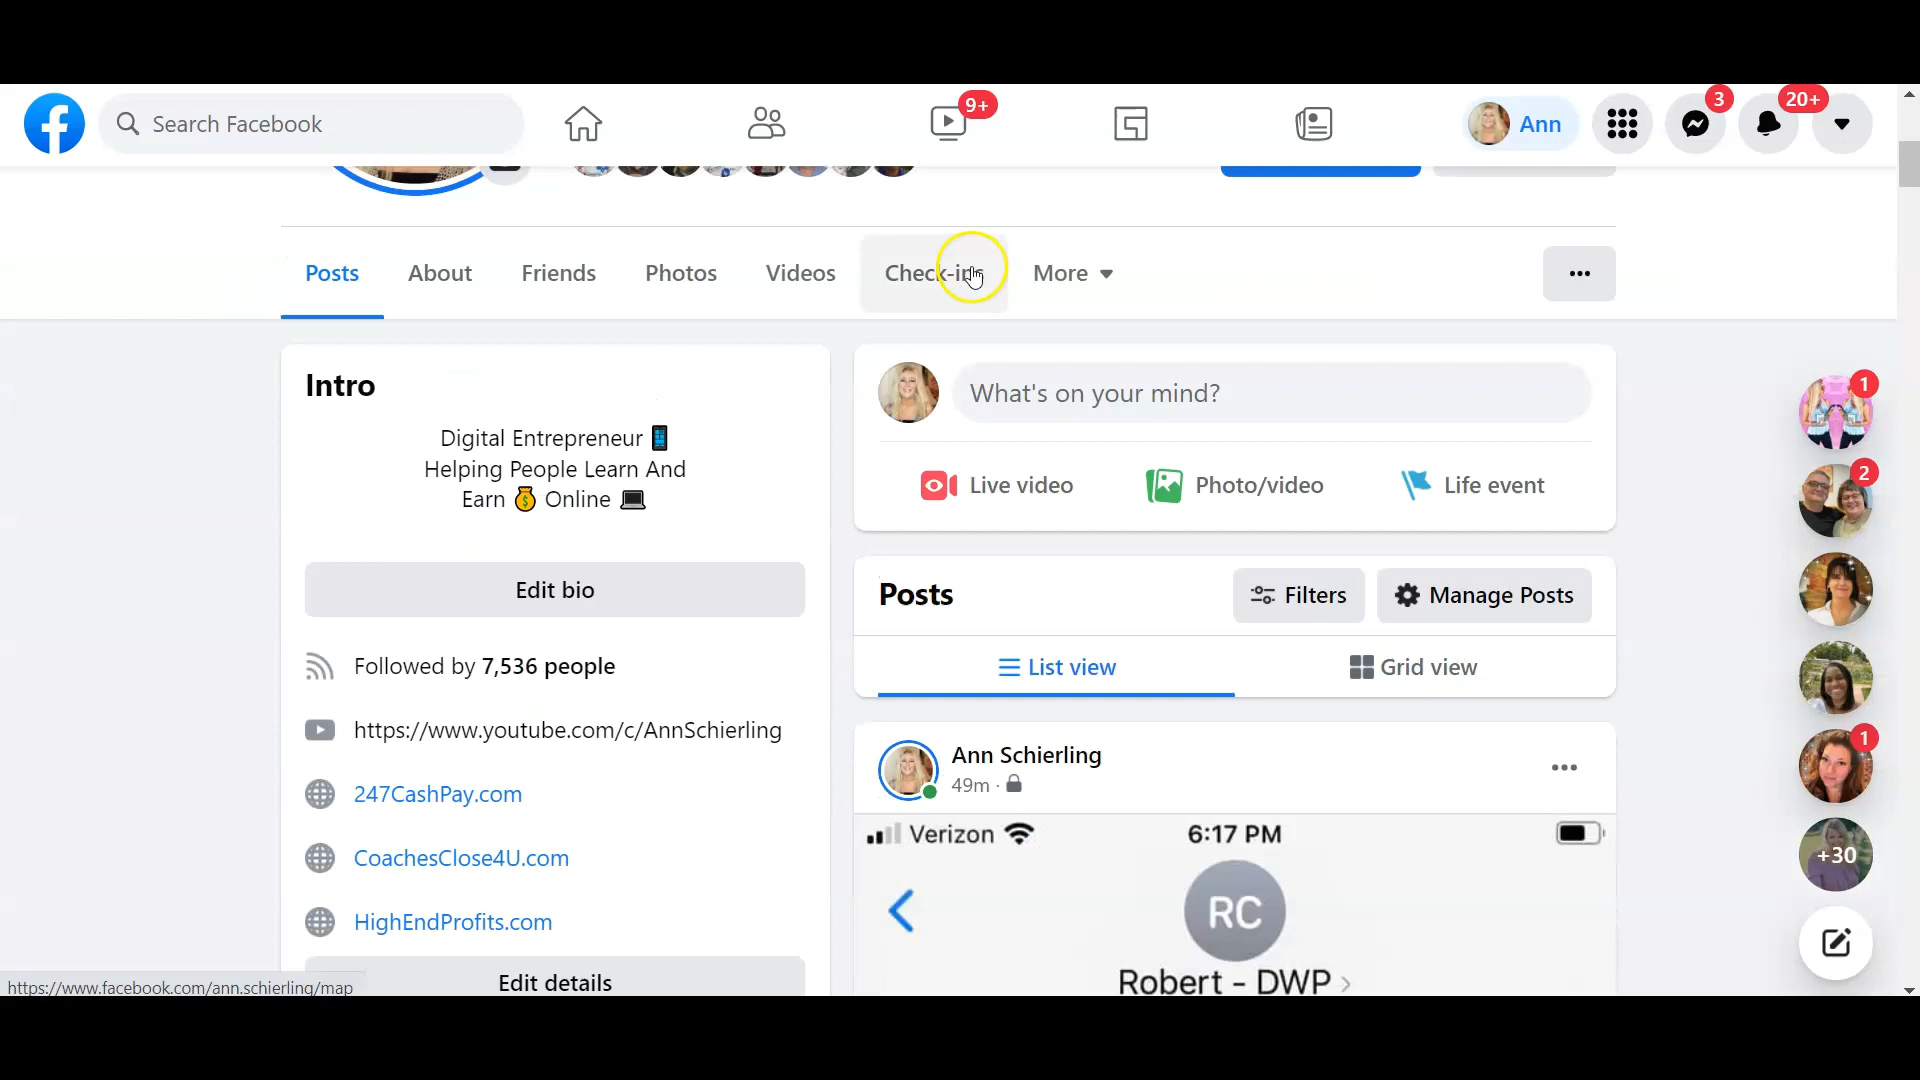 Search Facebook
9+
Ann
3
20+
Posts
About
Friends
Photos
Videos
Check-ins
More
Intro
Digital Entrepreneur
Helping People Learn And
Earn Online
Edit bio
Followed by 7,536 people
https://www.youtube.com/c/AnnSchierling
247CashPay.com
CoachesClose4U.com
HighEndProfits.com
Edit details
What's on your mind?
Live video
Photo/video
Life event
Posts
Filters
Manage Posts
List view
Grid view
Ann Schierling
49m ·
Verizon
6:17 PM
RC
Robert - DWP >
1
2
1
+30
https://www.facebook.com/ann.schierling/map